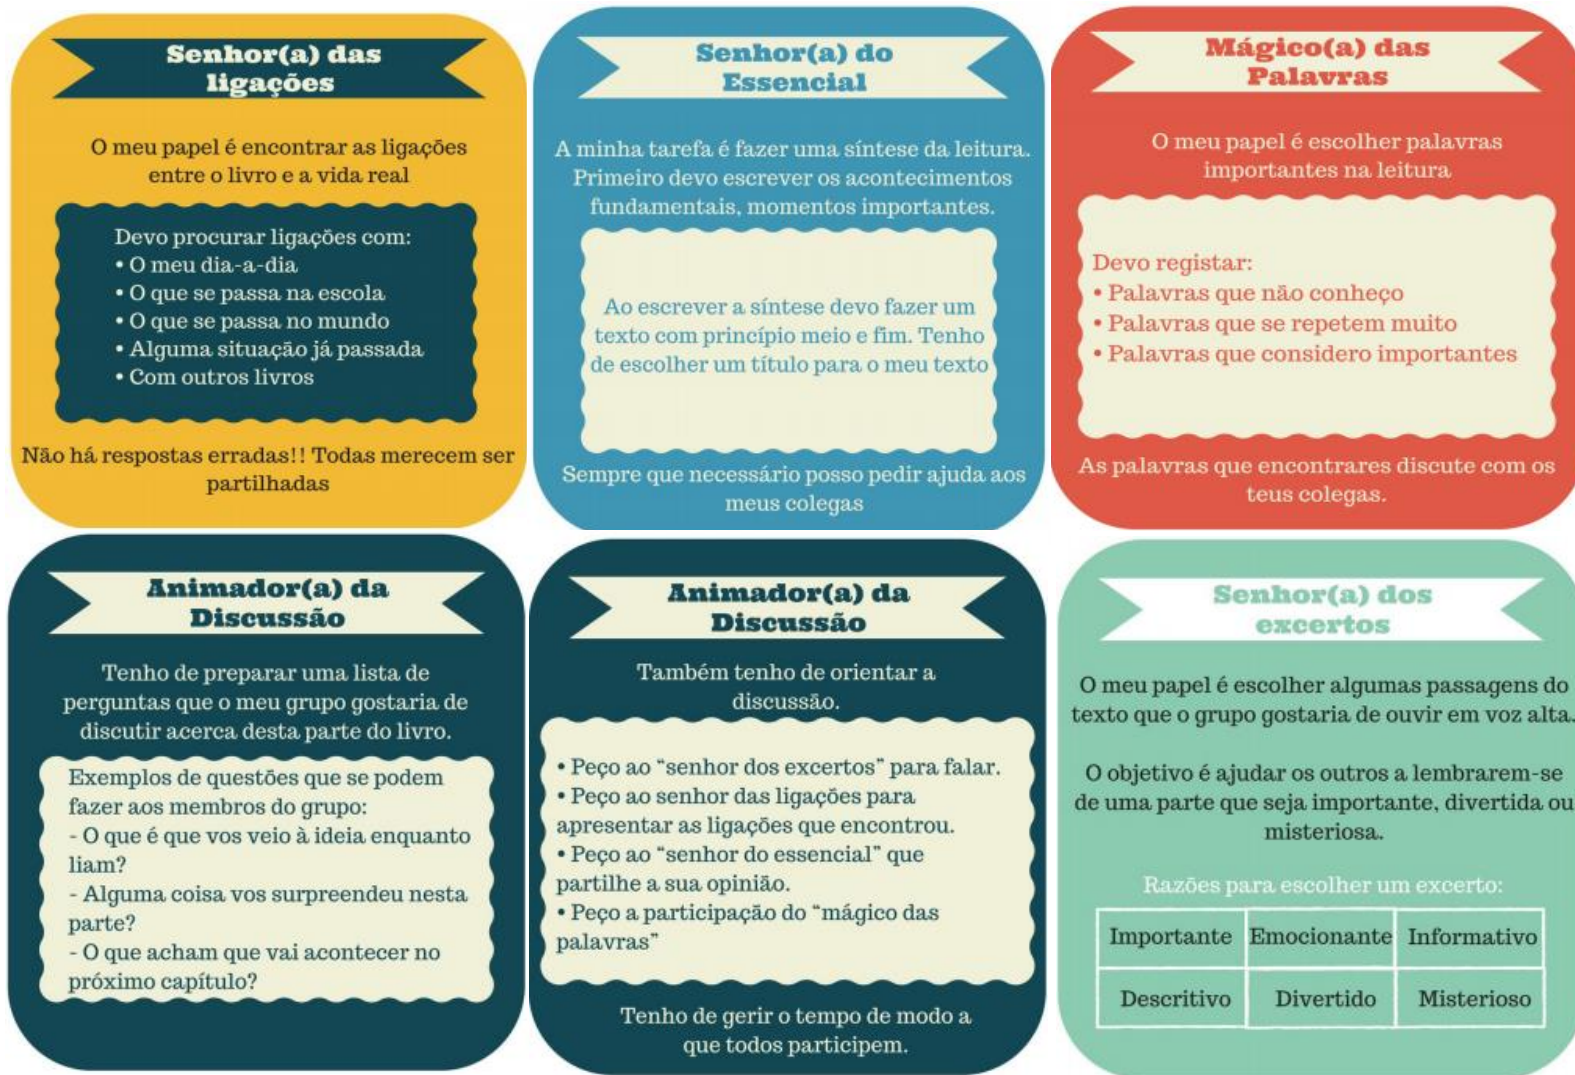 Senhor(a) das
ligações
O meu papel é encontrar as ligações
entre o livro e a vida real
Devo procurar ligações com:
• O meu dia-a-dia
• O que se passa na escola
• O que se passa no mundo
• Alguma situação já passada
• Com outros livros
Não há respostas erradas!! Todas merecem ser
partilhadas
Senhor(a) do
Essencial
A minha tarefa é fazer uma síntese da leitura.
Primeiro devo escrever os acontecimentos
fundamentais, momentos importantes.
Ao escrever a síntese devo fazer um
texto com princípio meio e fim. Tenho
de escolher um título para o meu texto
Sempre que necessário posso pedir ajuda aos
meus colegas
Mágico(a) das
Palavras
O meu papel é escolher palavras
importantes na leitura
Devo registar:
• Palavras que não conheço
• Palavras que se repetem muito
• Palavras que considero importantes
As palavras que encontrares discute com os
teus colegas.
Animador(a) da
Discussão
Tenho de preparar uma lista de
perguntas que o meu grupo gostaria de
discutir acerca desta parte do livro.
Exemplos de questões que se podem
fazer aos membros do grupo:
- O que é que vos veio à ideia enquanto
liam?
- Alguma coisa vos surpreendeu nesta
parte?
- O que acham que vai acontecer no
próximo capítulo?
Animador(a) da
Discussão
Também tenho de orientar a
discussão.
• Peço ao “senhor dos excertos” para falar.
• Peço ao senhor das ligações para
apresentar as ligações que encontrou.
• Peço ao “senhor do essencial” que
partilhe a sua opinião.
• Peço a participação do “mágico das
palavras”
Tenho de gerir o tempo de modo a
que todos participem.
Senhor(a) dos
excertos
O meu papel é escolher algumas passagens do
texto que o grupo gostaria de ouvir em voz alta.
O objetivo é ajudar os outros a lembrarem-se
de uma parte que seja importante, divertida ou
misteriosa.
Razões para escolher um excerto:
Importante Emocionante Informativo
Descritivo Divertido Misterioso